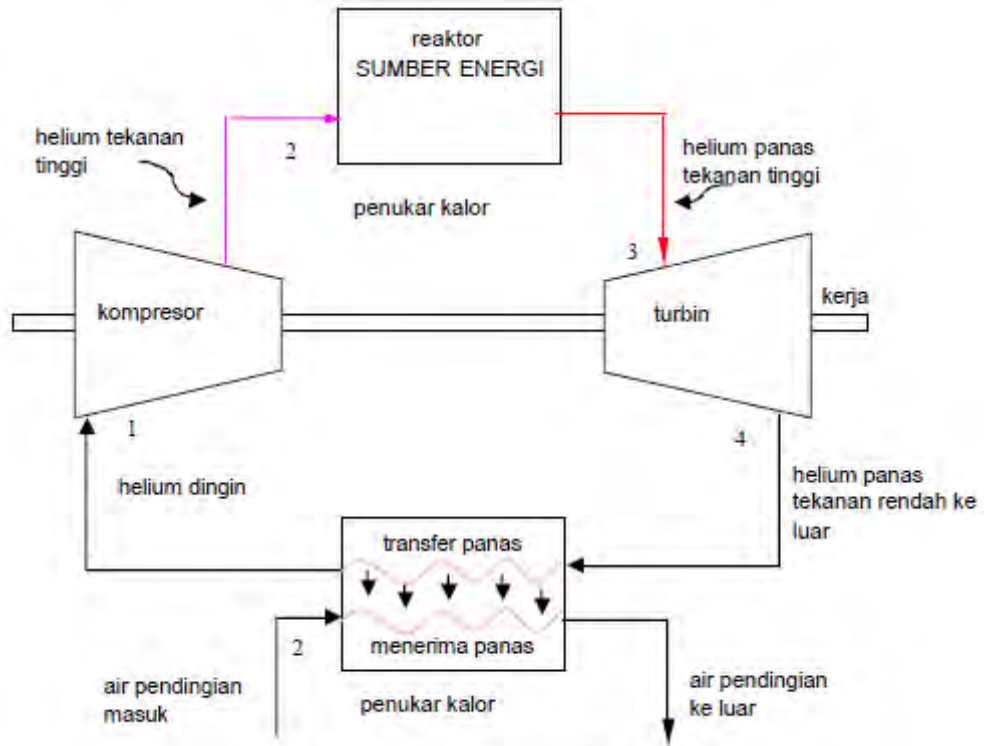 reaktor
SUMBER ENERGI
helium tekanan
tinggi
2
helium panas
tekanan tinggi
penukar kalor
3
kompresor
turbin
kerja
1
4
helium dingin
helium panas
tekanan rendah ke
luar
transfer panas
2
menerima panas
air pendingian
masuk
penukar kalor
air pendingian
ke luar